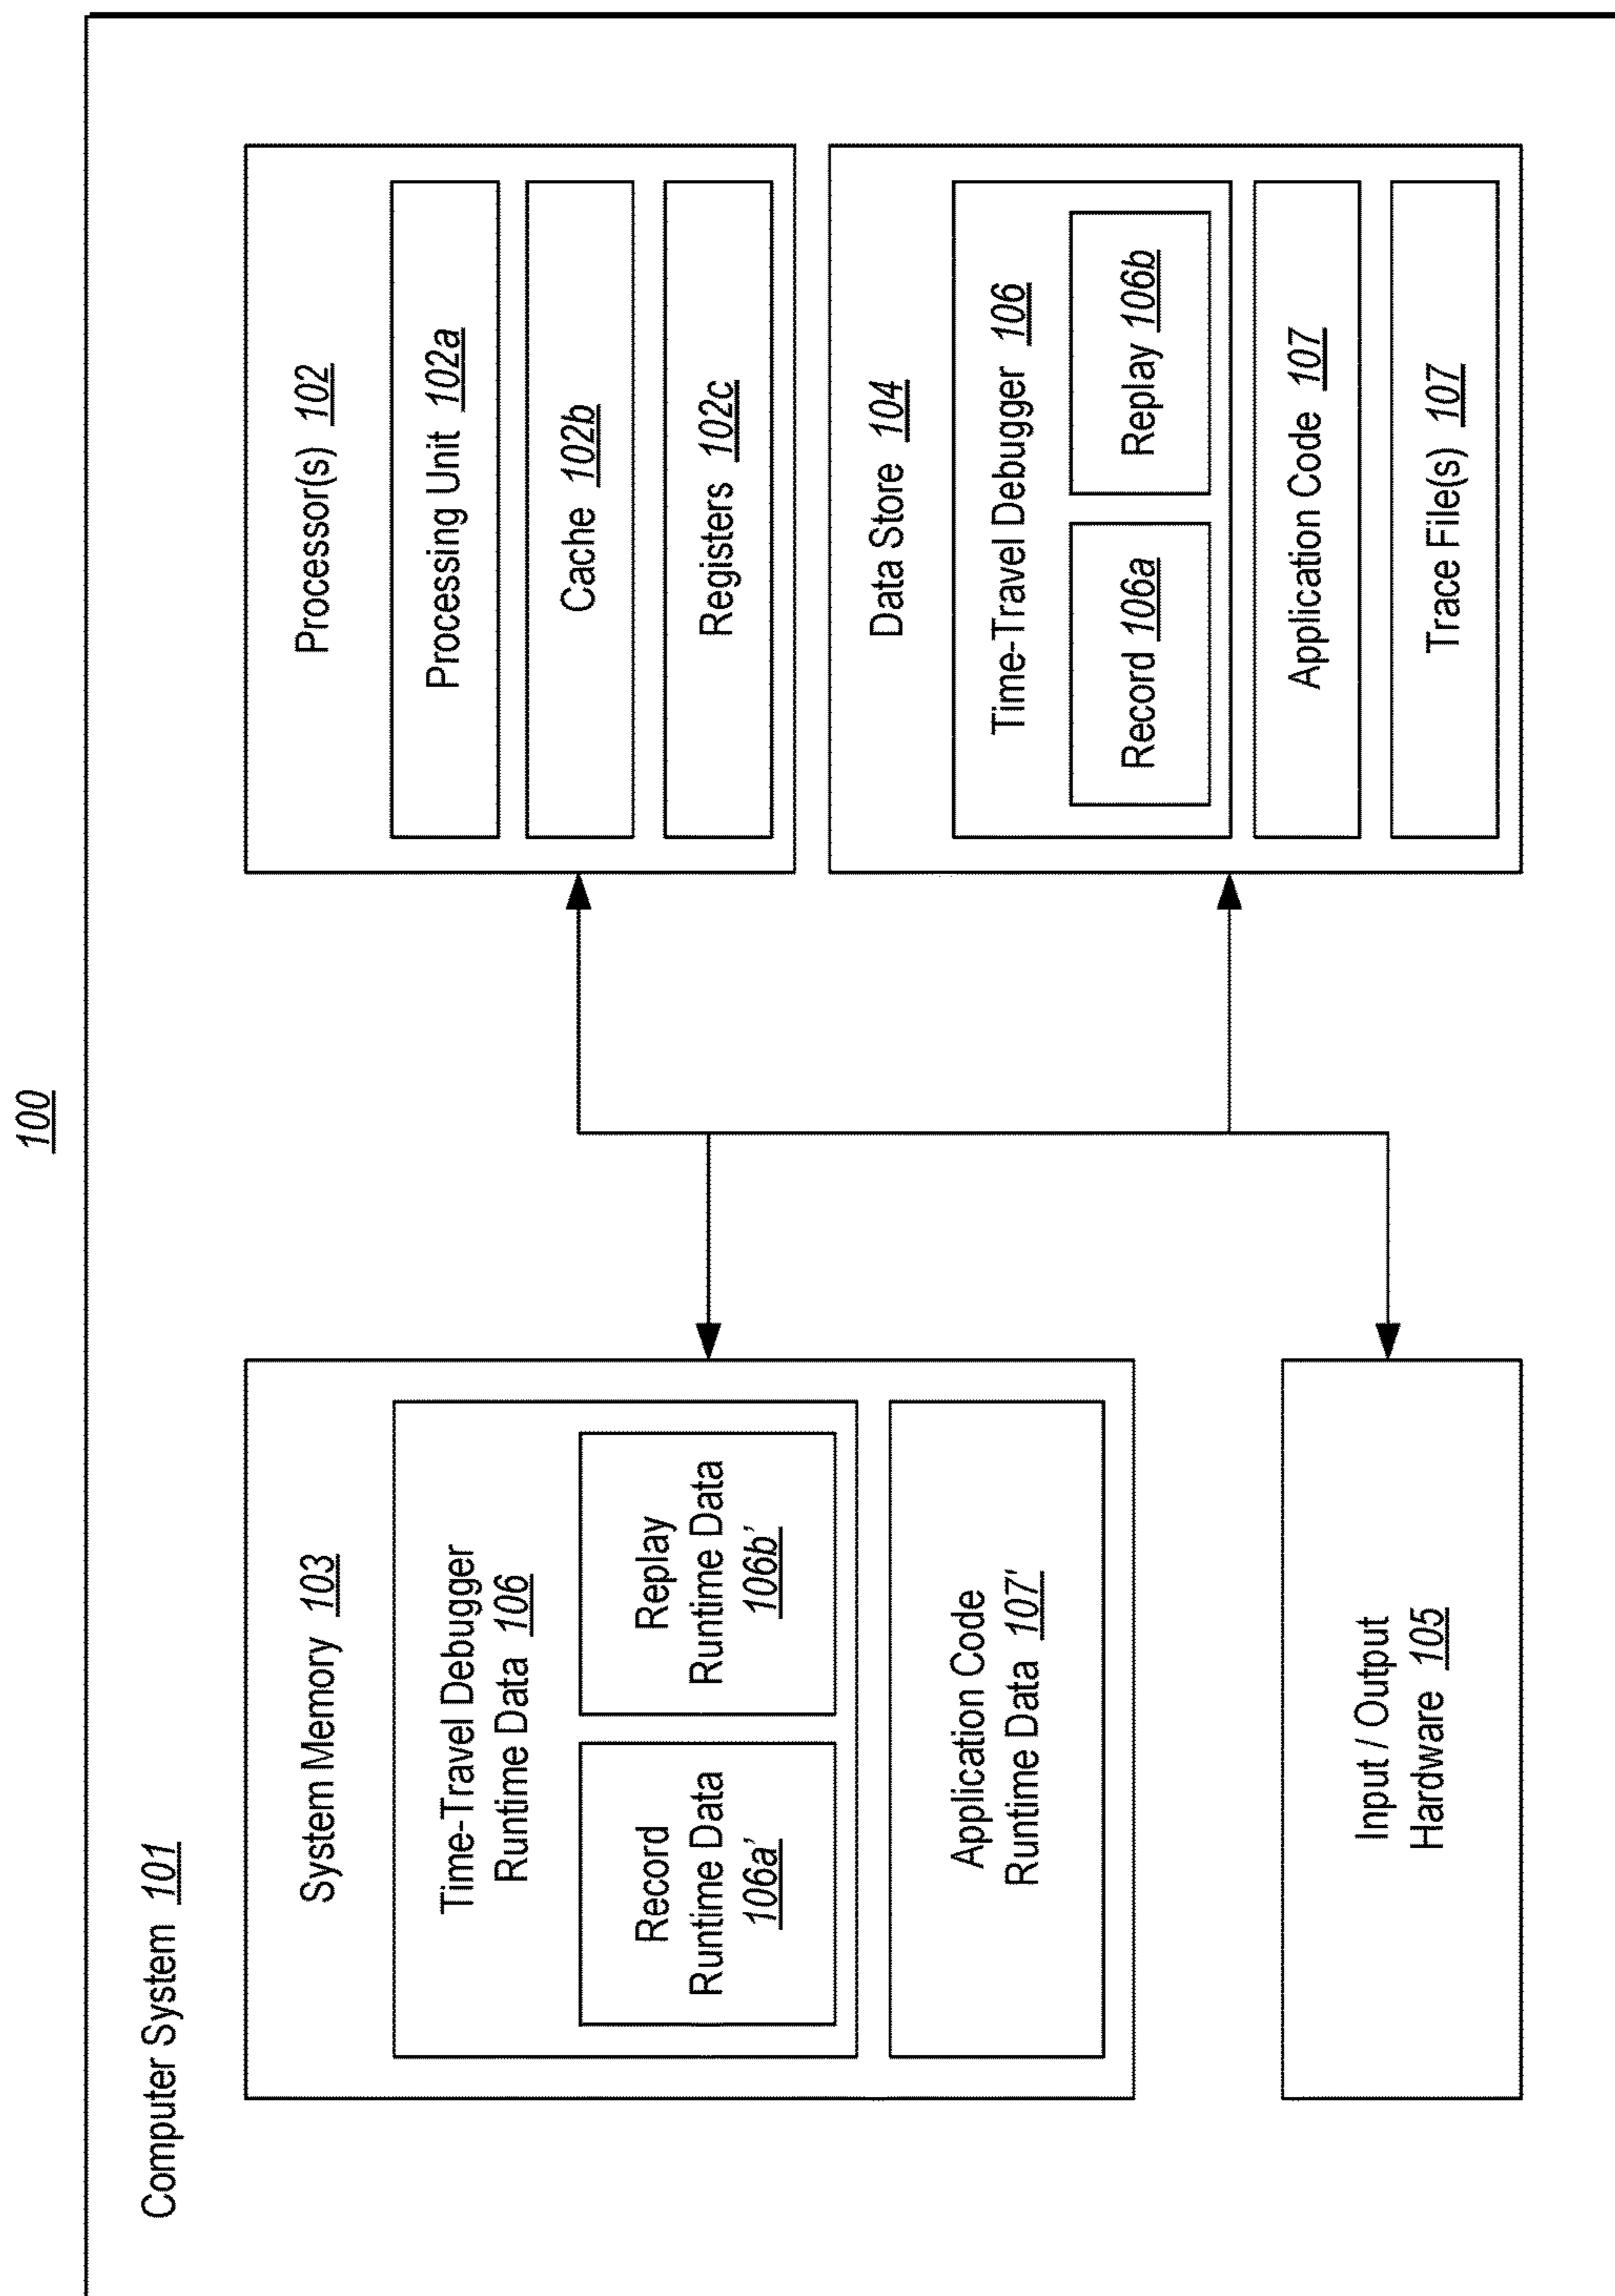 100
Computer System 101
System Memory 103
Time-Travel Debugger
Runtime Data 106
Record
Runtime Data
106a'
Replay
Runtime Data
106b'
Application Code
Runtime Data 107'
Input / Output
Hardware 105
Processor(s) 102
Processing Unit 102a
Cache 102b
Registers 102c
Data Store 104
Time-Travel Debugger 106
Record 106a
Replay 106b
Application Code 107
Trace File(s) 107